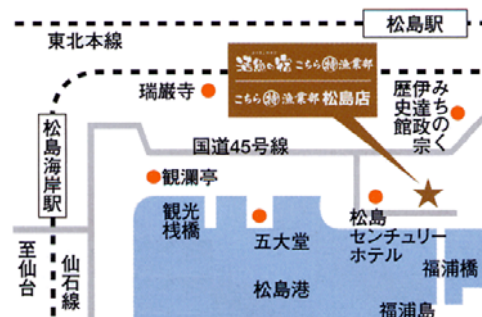 松島駅
東北本線
こちら㊕漁業部
こちら㊕漁業部 松島店
瑞巌寺
みちのく
伊達政宗
歴史館
松島海岸駅
国道45号線
観瀾亭
観光
桟橋
五大堂
松島
センチュリー
ホテル
至仙台
仙石線
松島港
福浦橋
福浦島